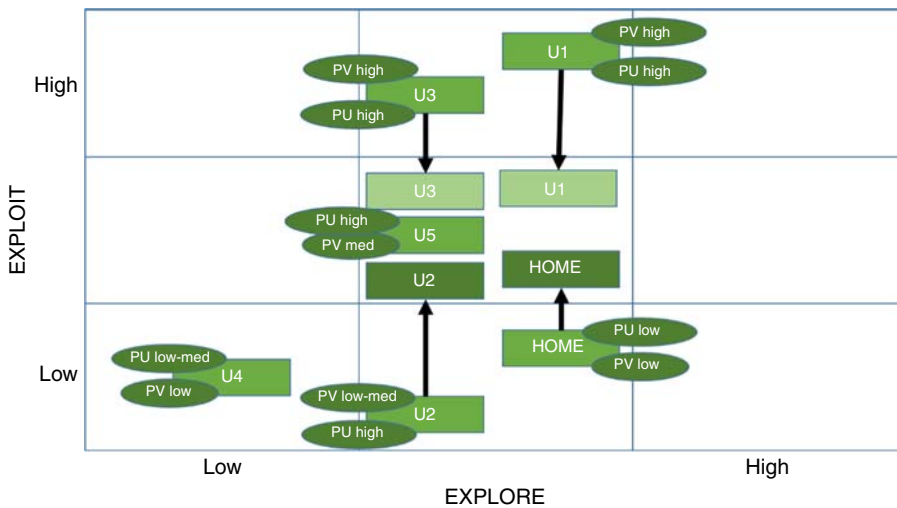 PV high
U1
PU high
High
PV high
U3
PU high
U3
U1
EXPLOIT
PU high
U5
PV med
U2
HOME
PU low
HOME
PV low
Low
PU low-med
U4
PV low
PV low-med
U2
PU high
Low
High
EXPLORE